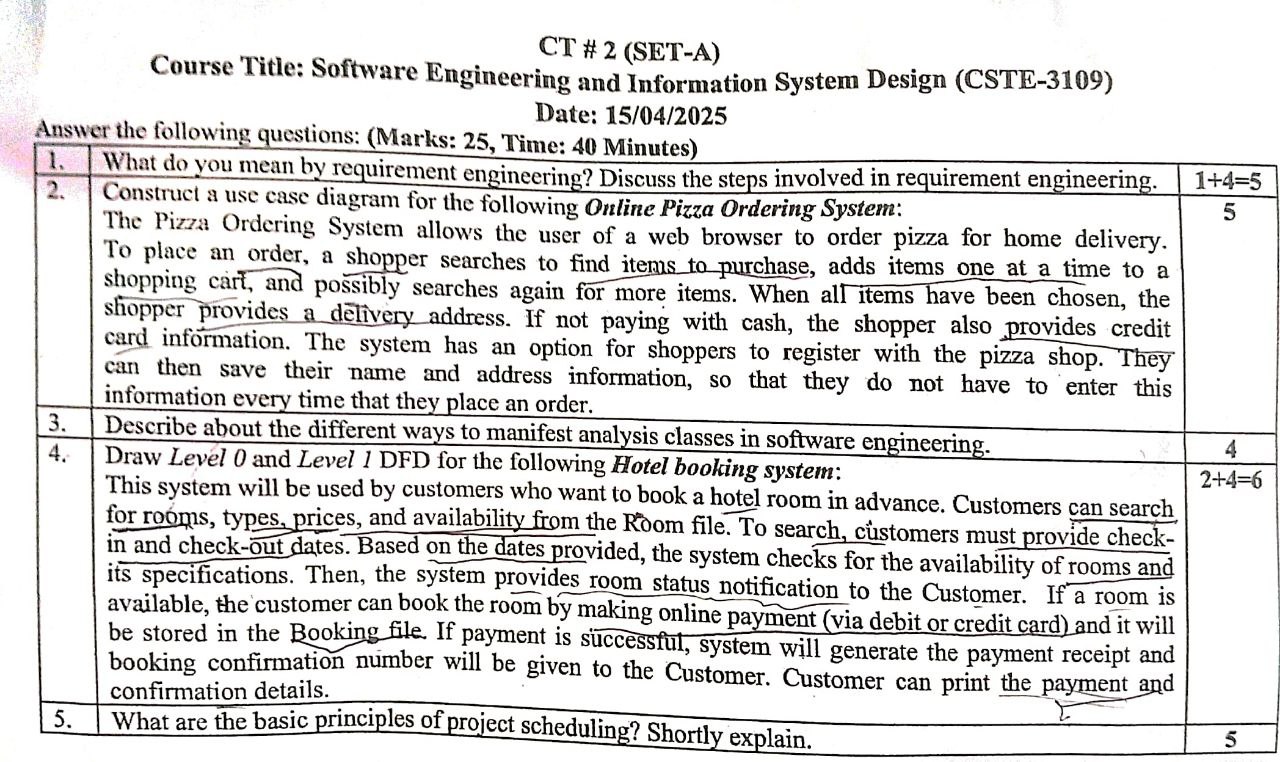 CT # 2 (SET-A)
Course Title: Software Engineering and Information System Design (CSTE-3109)
Date: 15/04/2025
Answer the following questions: (Marks: 25, Time: 40 Minutes)
1. What do you mean by requirement engineering? Discuss the steps involved in requirement engineering. 1+4=5
2. Construct a use case diagram for the following Online Pizza Ordering System: 5
The Pizza Ordering System allows the user of a web browser to order pizza for home delivery.
To place an order, a shopper searches to find items to purchase, adds items one at a time to a
shopping cart, and possibly searches again for more items. When all items have been chosen, the
shopper provides a delivery address. If not paying with cash, the shopper also provides credit
card information. The system has an option for shoppers to register with the pizza shop. They
can then save their name and address information, so that they do not have to enter this
information every time that they place an order.
3. Describe about the different ways to manifest analysis classes in software engineering. 4
4. Draw Level 0 and Level 1 DFD for the following Hotel booking system: 2+4=6
This system will be used by customers who want to book a hotel room in advance. Customers can search
for rooms, types, prices, and availability from the Room file. To search, customers must provide check-
in and check-out dates. Based on the dates provided, the system checks for the availability of rooms and
its specifications. Then, the system provides room status notification to the Customer. If a room is
available, the customer can book the room by making online payment (via debit or credit card) and it will
be stored in the Booking file. If payment is successful, system will generate the payment receipt and
booking confirmation number will be given to the Customer. Customer can print the payment and
confirmation details.
5. What are the basic principles of project scheduling? Shortly explain. 5